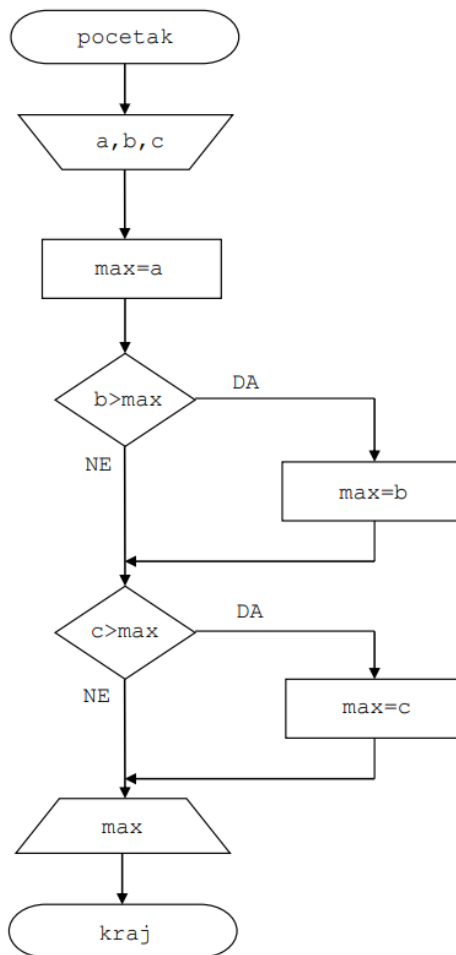 pocetak
a,b,c
max=a
b>max
DA
NE
max=b
c>max
DA
NE
max=c
max
kraj